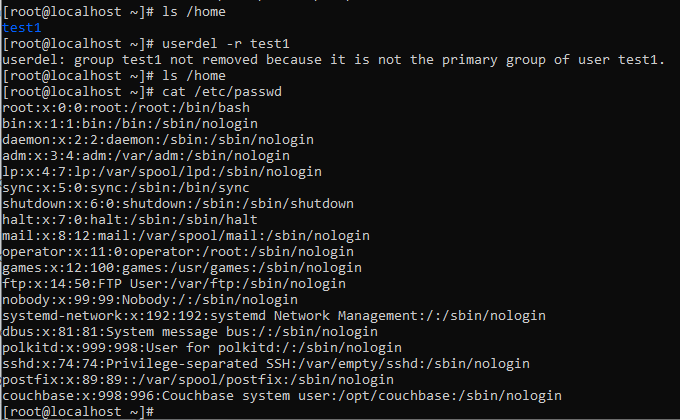 [root@localhost ~]# ls /home
test1
[root@localhost ~]# userdel -r test1
userdel: group test1 not removed because it is not the primary group of user test1.
[root@localhost ~]# ls /home
[root@localhost ~]# cat /etc/passwd
root:x:0:0:root:/root:/bin/bash
bin:x:1:1:bin:/bin:/sbin/nologin
daemon:x:2:2:daemon:/sbin:/sbin/nologin
adm:x:3:4:adm:/var/adm:/sbin/nologin
lp:x:4:7:lp:/var/spool/lpd:/sbin/nologin
sync:x:5:0:sync:/sbin:/bin/sync
shutdown:x:6:0:shutdown:/sbin:/sbin/shutdown
halt:x:7:0:halt:/sbin:/sbin/halt
mail:x:8:12:mail:/var/spool/mail:/sbin/nologin
operator:x:11:0:operator:/root:/sbin/nologin
games:x:12:100:games:/usr/games:/sbin/nologin
ftp:x:14:50:FTP User:/var/ftp:/sbin/nologin
nobody:x:99:99:Nobody:/:/sbin/nologin
systemd-network:x:192:192:systemd Network Management:/:/sbin/nologin
dbus:x:81:81:System message bus:/:/sbin/nologin
polkitd:x:999:998:User for polkitd:/:/sbin/nologin
sshd:x:74:74:Privilege-separated SSH:/var/empty/sshd:/sbin/nologin
postfix:x:89:89::/var/spool/postfix:/sbin/nologin
couchbase:x:998:996:Couchbase system user:/opt/couchbase:/sbin/nologin
[root@localhost ~]#